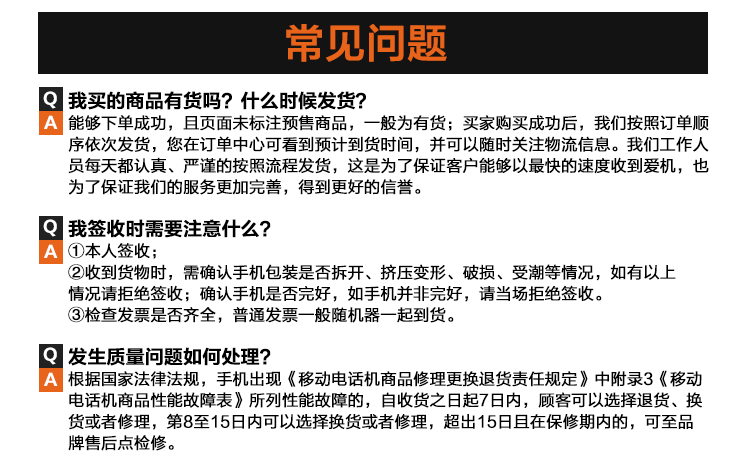 常见问题
Q 我买的商品有货吗？什么时候发货？
A 能够下单成功，且页面未标注预售商品，一般为有货；买家购买成功后，我们按照订单顺
序依次发货，您在订单中心可看到预计到货时间，并可以随时关注物流信息。我们工作人
员每天都认真、严谨的按照流程发货，这是为了保证客户能够以最快的速度收到爱机，也
为了保证我们的服务更加完善，得到更好的信誉。
Q 我签收时需要注意什么？
A ①本人签收；
②收到货物时，需确认手机包装是否拆开、挤压变形、破损、受潮等情况，如有以上
情况请拒绝签收；确认手机是否完好，如手机并非完好，请当场拒绝签收。
③检查发票是否齐全，普通发票一般随机器一起到货。
Q 发生质量问题如何处理？
A 根据国家法律法规，手机出现《移动电话机商品修理更换退货责任规定》中附录3《移动
电话机商品性能故障表》所列性能故障的，自收货之日起7日内，顾客可以选择退货、换
货或者修理，第8至15日内可以选择换货或者修理，超出15日且在保修期内的，可至品
牌售后点检修。